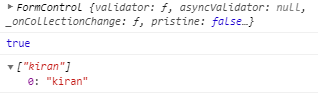 ▶ FormControl {validator: ƒ, asyncValidator: null,
_onCollectionChange: ƒ, pristine: false…}
true
▼ ["kiran"]
0: "kiran"